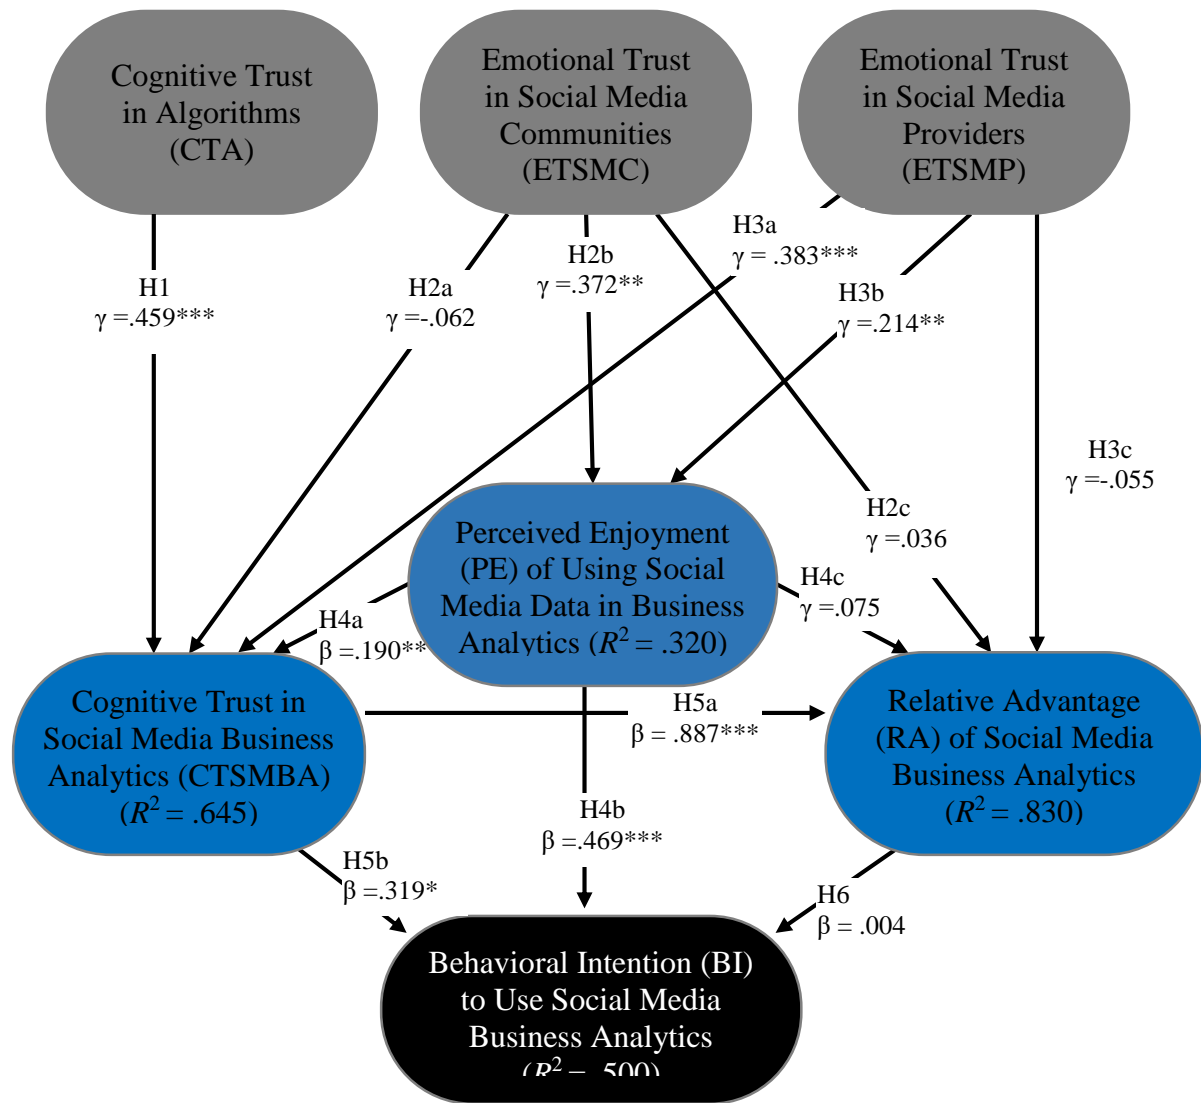 Cognitive Trust
in Algorithms
(CTA)
Emotional Trust
in Social Media
Communities
(ETSMC)
Emotional Trust
in Social Media
Providers
(ETSMP)
H1
γ =.459***
H2a
γ =-.062
H2b
γ =.372**
H3a
γ = .383***
H3b
γ =.214**
H3c
γ =-.055
H2c
γ =.036
Perceived Enjoyment
(PE) of Using Social
Media Data in Business
Analytics (R² = .320)
H4a
β =.190**
H4c
γ =.075
Cognitive Trust in
Social Media Business
Analytics (CTSMBA)
(R² = .645)
H5a
β = .887***
Relative Advantage
(RA) of Social Media
Business Analytics
(R² = .830)
H4b
β =.469***
H5b
β =.319*
H6
β = .004
Behavioral Intention (BI)
to Use Social Media
Business Analytics
(R² = .500)